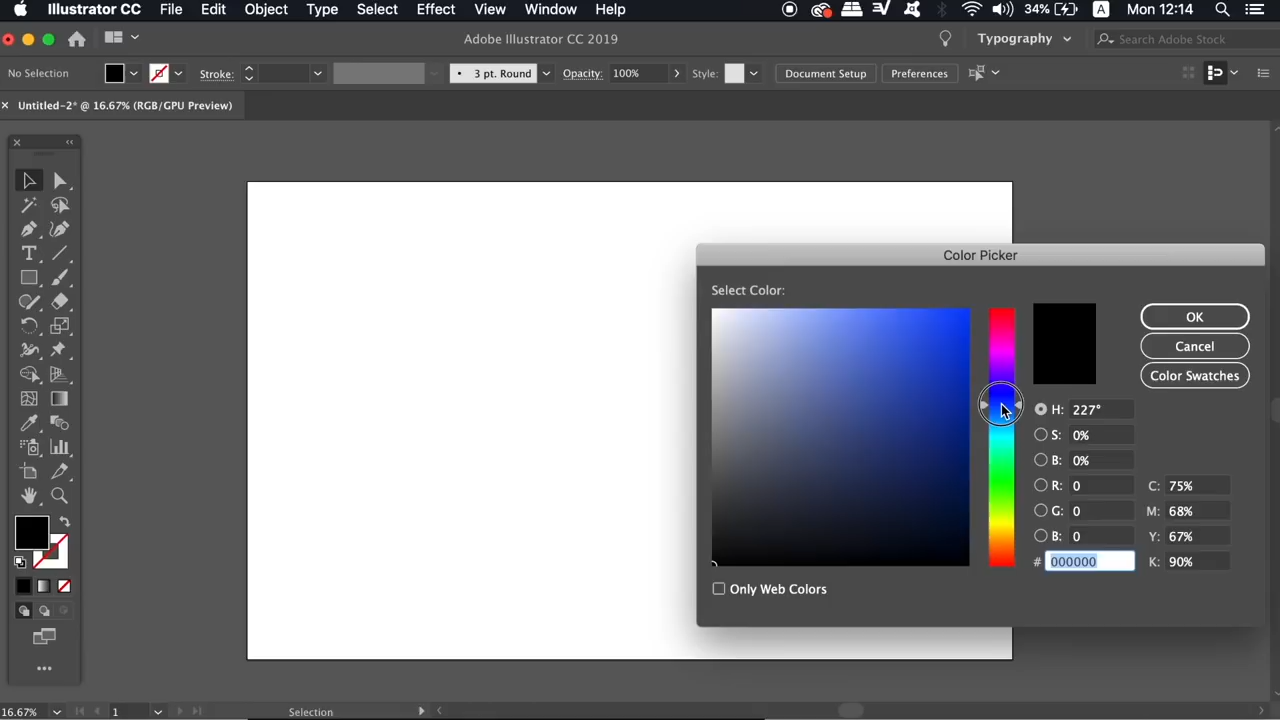 Illustrator CC File Edit Object Type Select Effect View Window Help 34% A Mon 12:14
Adobe Illustrator CC 2019 Typography Search Adobe Stock
No Selection Stroke: 3 pt. Round Opacity: 100% Style: Document Setup Preferences
Untitled-2* @ 16.67% (RGB/GPU Preview)
Color Picker
Select Color:
OK
Cancel
Color Swatches
H: 227°
S: 0%
B: 0%
R: 0 C: 75%
G: 0 M: 68%
B: 0 Y: 67%
# 000000 K: 90%
Only Web Colors
16.67% 1 Selection